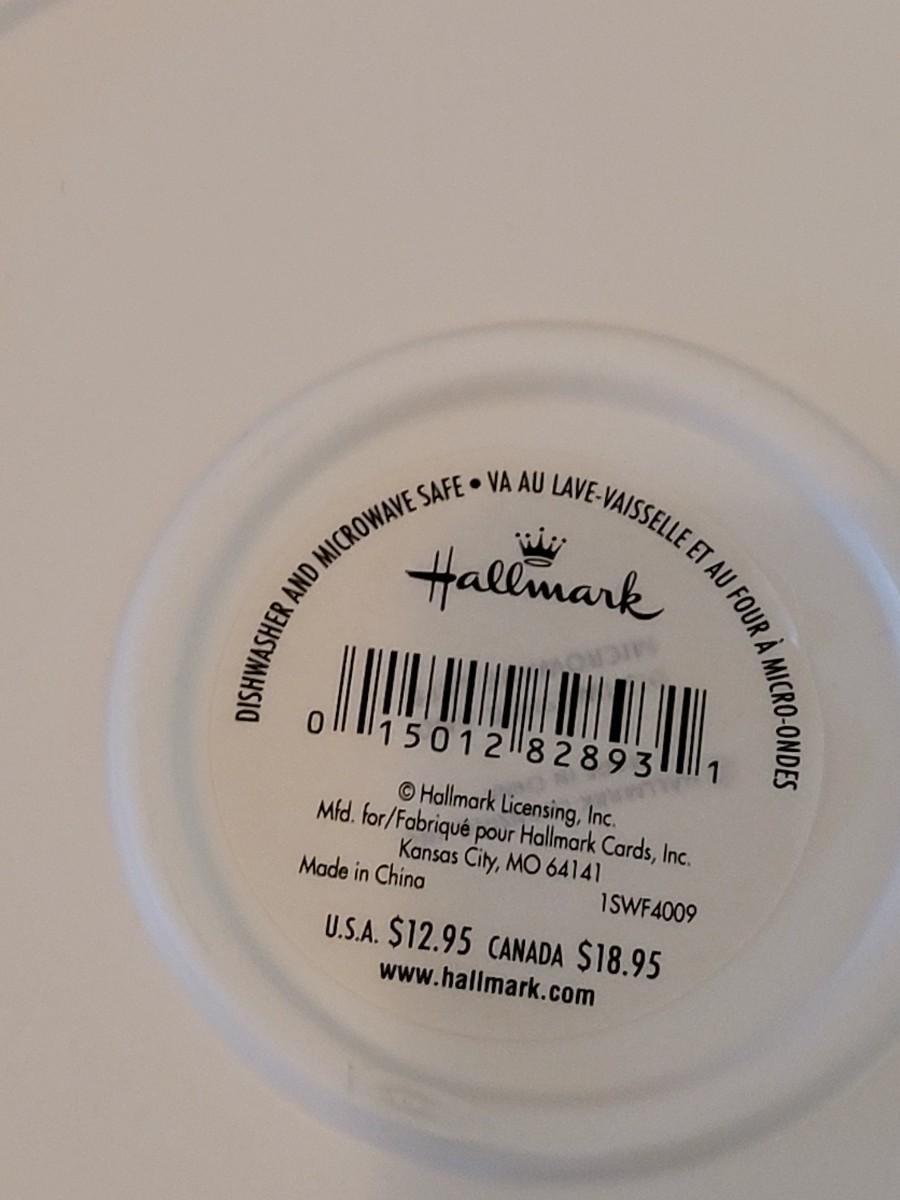 DISHWASHER AND MICROWAVE SAFE • VA AU LAVE-VAISSELLE ET AU FOUR À MICRO-ONDES
Hallmark
0 15012 82893 1
© Hallmark Licensing, Inc.
Mfd. for/Fabriqué pour Hallmark Cards, Inc.
Kansas City, MO 64141
Made in China
1SWF4009
U.S.A. $12.95 CANADA $18.95
www.hallmark.com